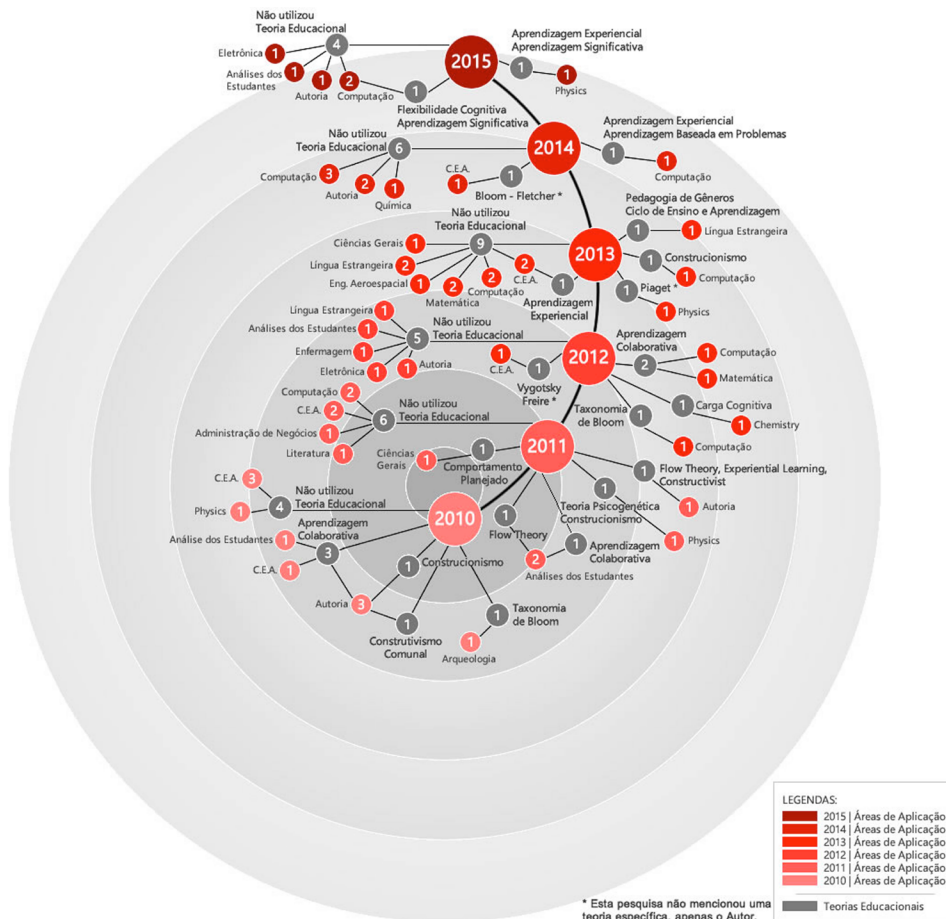 Não utilizou
Teoria Educacional
4
Eletrônica
1
Análises dos
Estudantes
1
1
Autoria
2
Computação
2015
Aprendizagem Experiencial
Aprendizagem Significativa
1
1
Physics
1
Flexibilidade Cognitiva
Aprendizagem Significativa
Não utilizou
Teoria Educacional
6
Computação
3
2
Autoria
1
Química
2014
C.E.A.
1
1
Bloom - Fletcher *
Aprendizagem Experiencial
Aprendizagem Baseada em Problemas
1
1
Computação
Não utilizou
Teoria Educacional
9
Ciências Gerais
1
Língua Estrangeira
2
Eng. Aeroespacial
1
2
Matemática
2
Computação
2
C.E.A.
1
Aprendizagem
Experiencial
2013
Pedagogia de Gêneros
Ciclo de Ensino e Aprendizagem
1
1
Língua Estrangeira
1
Construcionismo
1
Computação
1
Piaget *
1
Physics
Língua Estrangeira
1
Não utilizou
Teoria Educacional
5
Análises dos Estudantes
1
Enfermagem
1
Eletrônica
1
1
Autoria
2012
1
C.E.A.
1
Vygotsky
Freire *
Aprendizagem
Colaborativa
2
1
Computação
1
Matemática
1
Carga Cognitiva
1
Chemistry
Taxonomia
de Bloom
1
1
Computação
Computação
2
C.E.A.
2
Não utilizou
Teoria Educacional
6
Administração de Negócios
1
Literatura
1
2011
Ciências
Gerais
1
1
Comportamento
Planejado
1
Flow Theory, Experiential Learning,
Constructivist
1
Autoria
1
Teoria Psicogenética
Construcionismo
1
Physics
1
Flow Theory
1
Aprendizagem
Colaborativa
2
Análises dos Estudantes
C.E.A.
3
Não utilizou
Teoria Educacional
4
Physics
1
2010
Aprendizagem
Colaborativa
3
Análise dos Estudantes
1
C.E.A.
1
1
Construcionismo
Autoria
3
1
Construtivismo
Comunal
1
Taxonomia
de Bloom
1
Arqueologia
LEGENDAS:
2015 | Áreas de Aplicação
2014 | Áreas de Aplicação
2013 | Áreas de Aplicação
2012 | Áreas de Aplicação
2011 | Áreas de Aplicação
2010 | Áreas de Aplicação
Teorias Educacionais
* Esta pesquisa não mencionou uma
teoria específica, apenas o Autor.